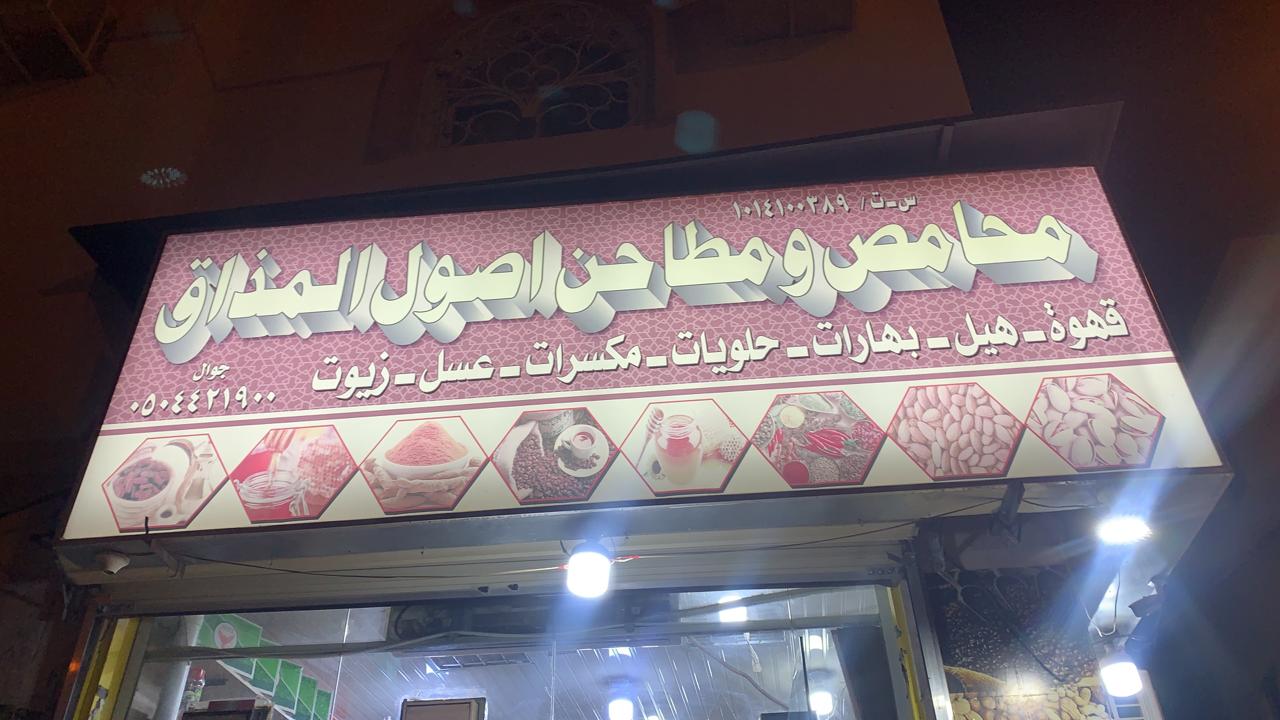 س-ت/ ١٠١٤١٠٠٣٨٩
محامص ومطاحن اصول المذاق
قهوة - هيل - بهارات - حلويات - مكسرات - عسل - زيوت
جوال
٠٥٠٤٤٢١٩٠٠